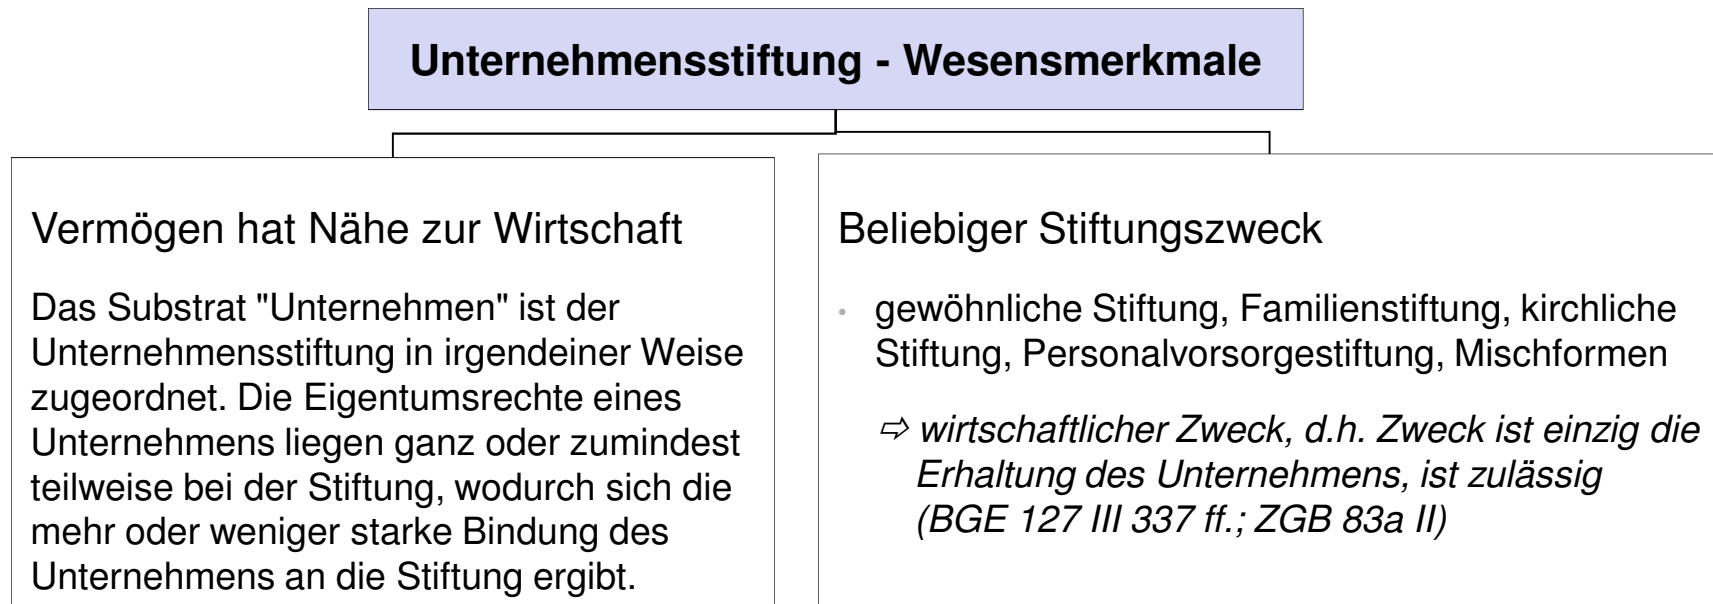 Unternehmensstiftung - Wesensmerkmale
Vermögen hat Nähe zur Wirtschaft
Das Substrat "Unternehmen" ist der
Unternehmensstiftung in irgendeiner Weise
zugeordnet. Die Eigentumsrechte eines
Unternehmens liegen ganz oder zumindest
teilweise bei der Stiftung, wodurch sich die
mehr oder weniger starke Bindung des
Unternehmens an die Stiftung ergibt.
Beliebiger Stiftungszweck
• gewöhnliche Stiftung, Familienstiftung, kirchliche
Stiftung, Personalvorsorgestiftung, Mischformen
⇨ wirtschaftlicher Zweck, d.h. Zweck ist einzig die
Erhaltung des Unternehmens, ist zulässig
(BGE 127 III 337 ff.; ZGB 83a II)